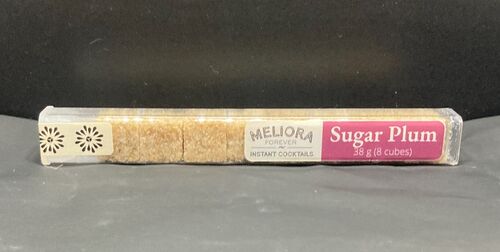 MELIORA
FOREVER
INSTANT COCKTAILS
Sugar Plum
38 g (8 cubes)